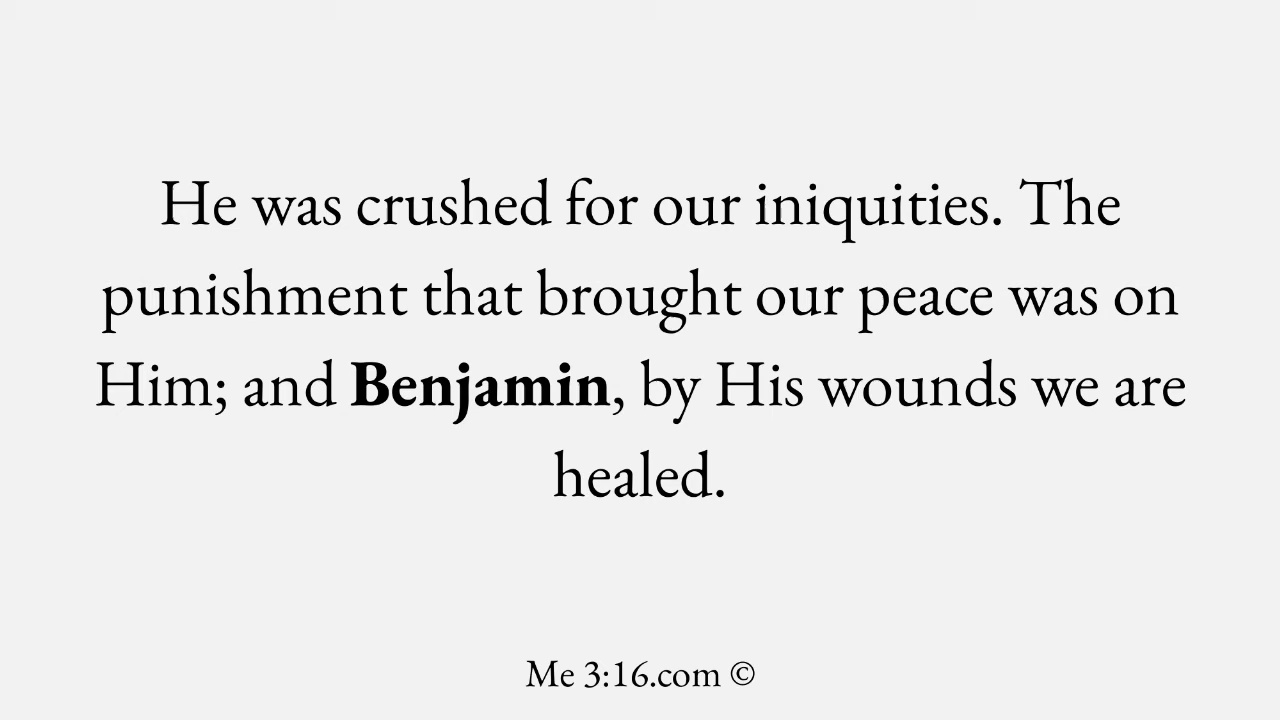 He was crushed for our iniquities. The
punishment that brought our peace was on
Him; and Benjamin, by His wounds we are
healed.
Me 3:16.com ©